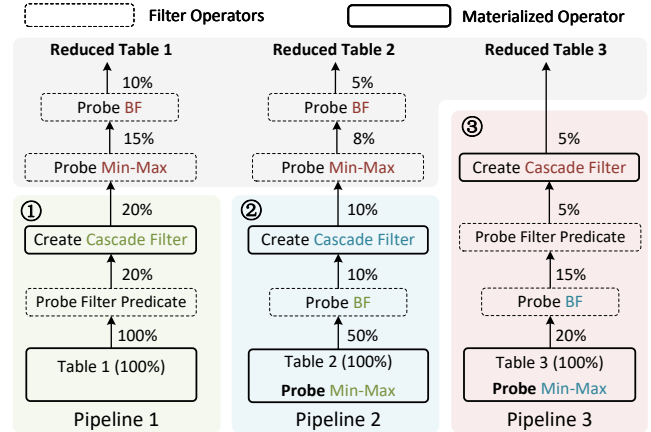 Filter Operators
Materialized Operator
Reduced Table 1
Reduced Table 2
Reduced Table 3
10%
5%
Probe BF
Probe BF
15%
8%
③
5%
Probe Min-Max
Probe Min-Max
Create Cascade Filter
①
20%
②
10%
5%
Create Cascade Filter
Create Cascade Filter
Probe Filter Predicate
20%
10%
15%
Probe Filter Predicate
Probe BF
Probe BF
100%
50%
20%
Table 1 (100%)
Table 2 (100%)
Probe Min-Max
Table 3 (100%)
Probe Min-Max
Pipeline 1
Pipeline 2
Pipeline 3